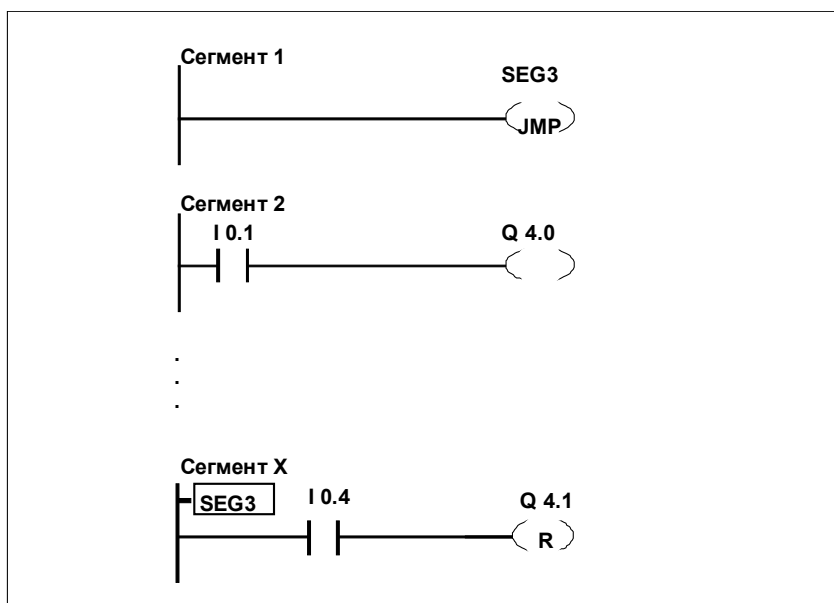 Сегмент 1
SEG3
JMP
Сегмент 2
I 0.1
Q 4.0
.
.
.
Сегмент X
SEG3
I 0.4
Q 4.1
R